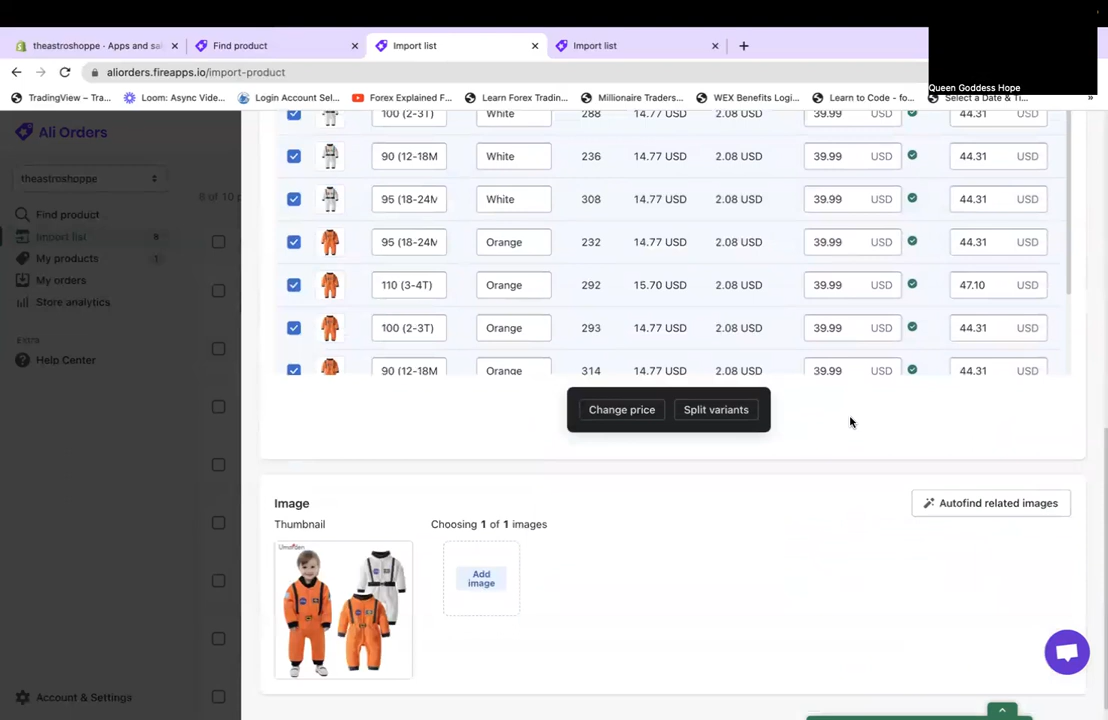 theastroshoppe · Apps and sa
Find product
Import list
Import list
aliorders.fireapps.io/import-product
Queen Goddess Hope
TradingView – Tra...
Loom: Async Vide...
Login Account Sel...
Forex Explained F...
Learn Forex Tradin...
Millionaire Traders...
WEX Benefits Logi...
Learn to Code - fo...
Select a Date & Ti...
»
Ali Orders
theastroshoppe
8 of 10 p
Find product
Import list 8
My products 1
My orders
Store analytics
Extra
Help Center
Account & Settings
100 (2-3T) White 288 14.77 USD 2.08 USD 39.99 USD 44.31 USD
90 (12-18M White 236 14.77 USD 2.08 USD 39.99 USD 44.31 USD
95 (18-24M White 308 14.77 USD 2.08 USD 39.99 USD 44.31 USD
95 (18-24M Orange 232 14.77 USD 2.08 USD 39.99 USD 44.31 USD
110 (3-4T) Orange 292 15.70 USD 2.08 USD 39.99 USD 47.10 USD
100 (2-3T) Orange 293 14.77 USD 2.08 USD 39.99 USD 44.31 USD
90 (12-18M Orange 314 14.77 USD 2.08 USD 39.99 USD 44.31 USD
Change price
Split variants
Image
Autofind related images
Thumbnail
Choosing 1 of 1 images
Add
image